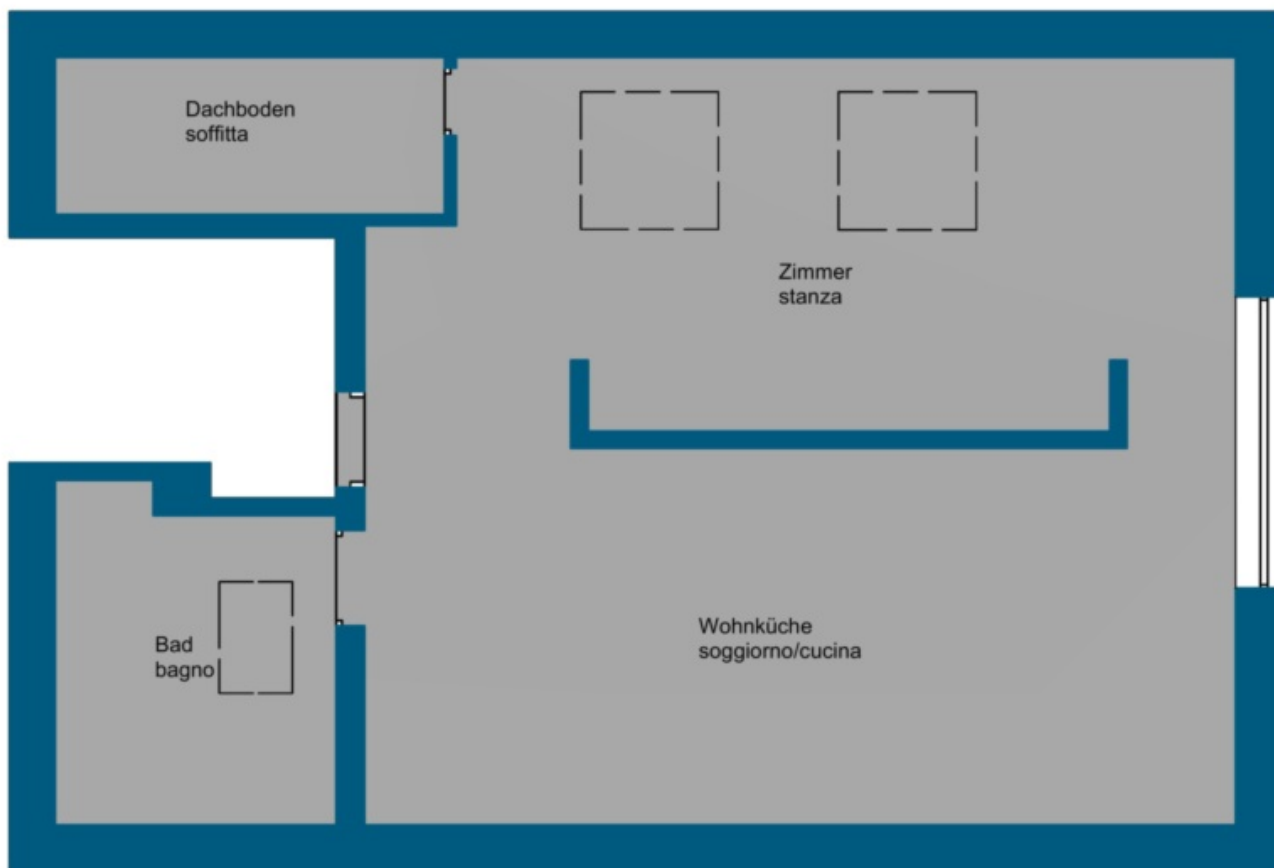 Dachboden
soffitta
Zimmer
stanza
Wohnküche
soggiorno/cucina
Bad
bagno